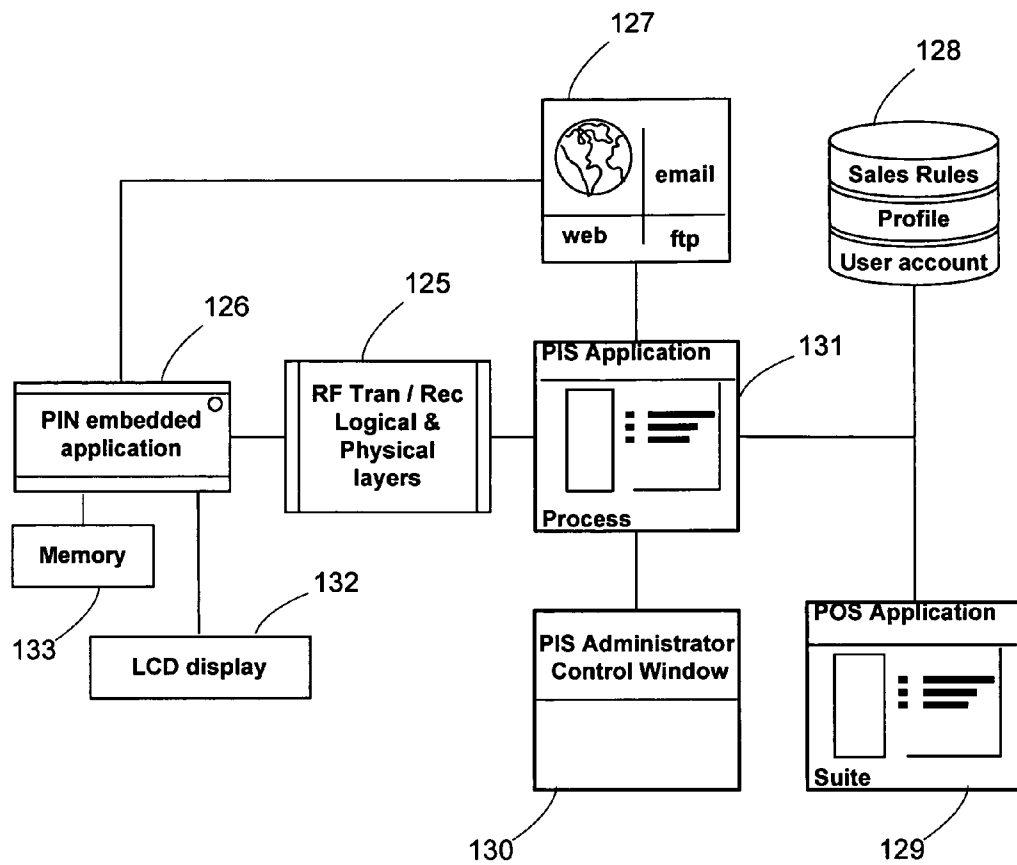 127
128
email
web
ftp
Sales Rules
Profile
User account
126
125
131
PIN embedded
application
RF Tran / Rec
Logical &
Physical
layers
PIS Application
Process
Memory
133
132
LCD display
PIS Administrator
Control Window
130
POS Application
Suite
129